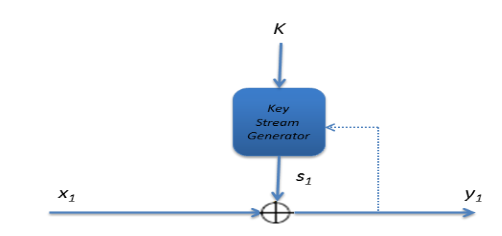 K
Key
Stream
Generator
s₁
x₁
y₁